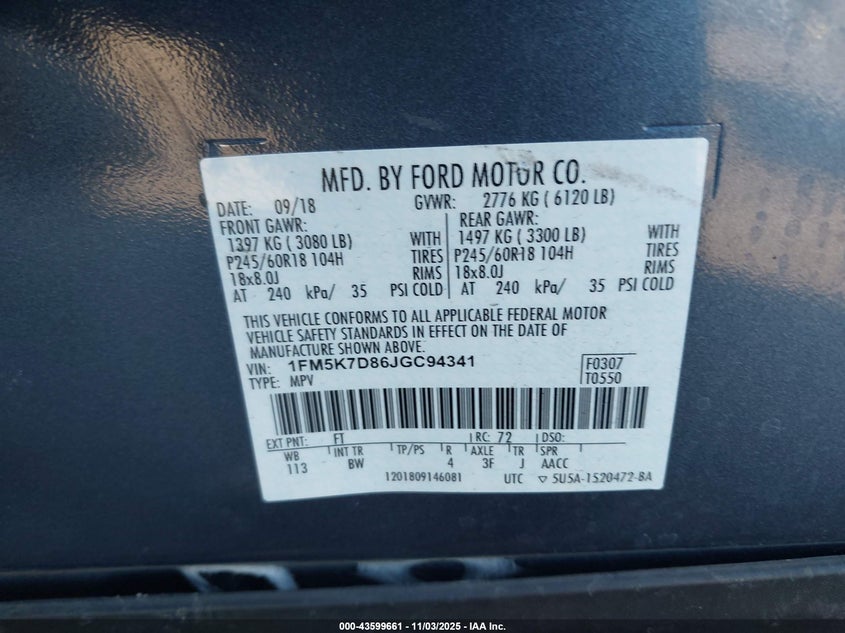 MFD. BY FORD MOTOR CO.
DATE: 09/18 GVWR: 2776 KG ( 6120 LB)
FRONT GAWR: REAR GAWR:
1397 KG ( 3080 LB) WITH 1497 KG ( 3300 LB) WITH
P245/60R18 104H TIRES P245/60R18 104H TIRES
18x8.0J RIMS 18x8.0J RIMS
AT 240 kPa/ 35 PSI COLD AT 240 kPa/ 35 PSI COLD
THIS VEHICLE CONFORMS TO ALL APPLICABLE FEDERAL MOTOR
VEHICLE SAFETY STANDARDS IN EFFECT ON THE DATE OF
MANUFACTURE SHOWN ABOVE.
VIN: 1FM5K7D86JGC94341 F0307
TYPE: MPV T0550
EXT PNT: FT RC: 72 DSO:
WB INT TR TP/PS R AXLE TR SPR
113 BW 4 3F J AACC
1201809146081 UTC ▽ 5U5A-1520472-BA
000-43599661 - 11/03/2025 - IAA Inc.